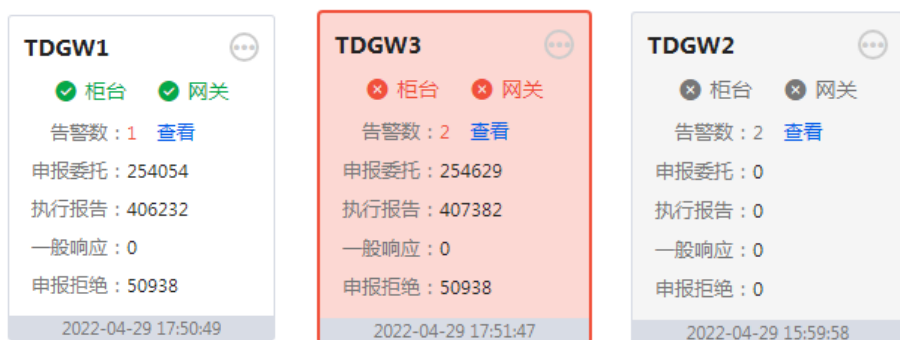 TDGW1
柜台 网关
告警数：1 查看
申报委托：254054
执行报告：406232
一般响应：0
申报拒绝：50938
2022-04-29 17:50:49
TDGW3
柜台 网关
告警数：2 查看
申报委托：254629
执行报告：407382
一般响应：0
申报拒绝：50938
2022-04-29 17:51:47
TDGW2
柜台 网关
告警数：2 查看
申报委托：0
执行报告：0
一般响应：0
申报拒绝：0
2022-04-29 15:59:58